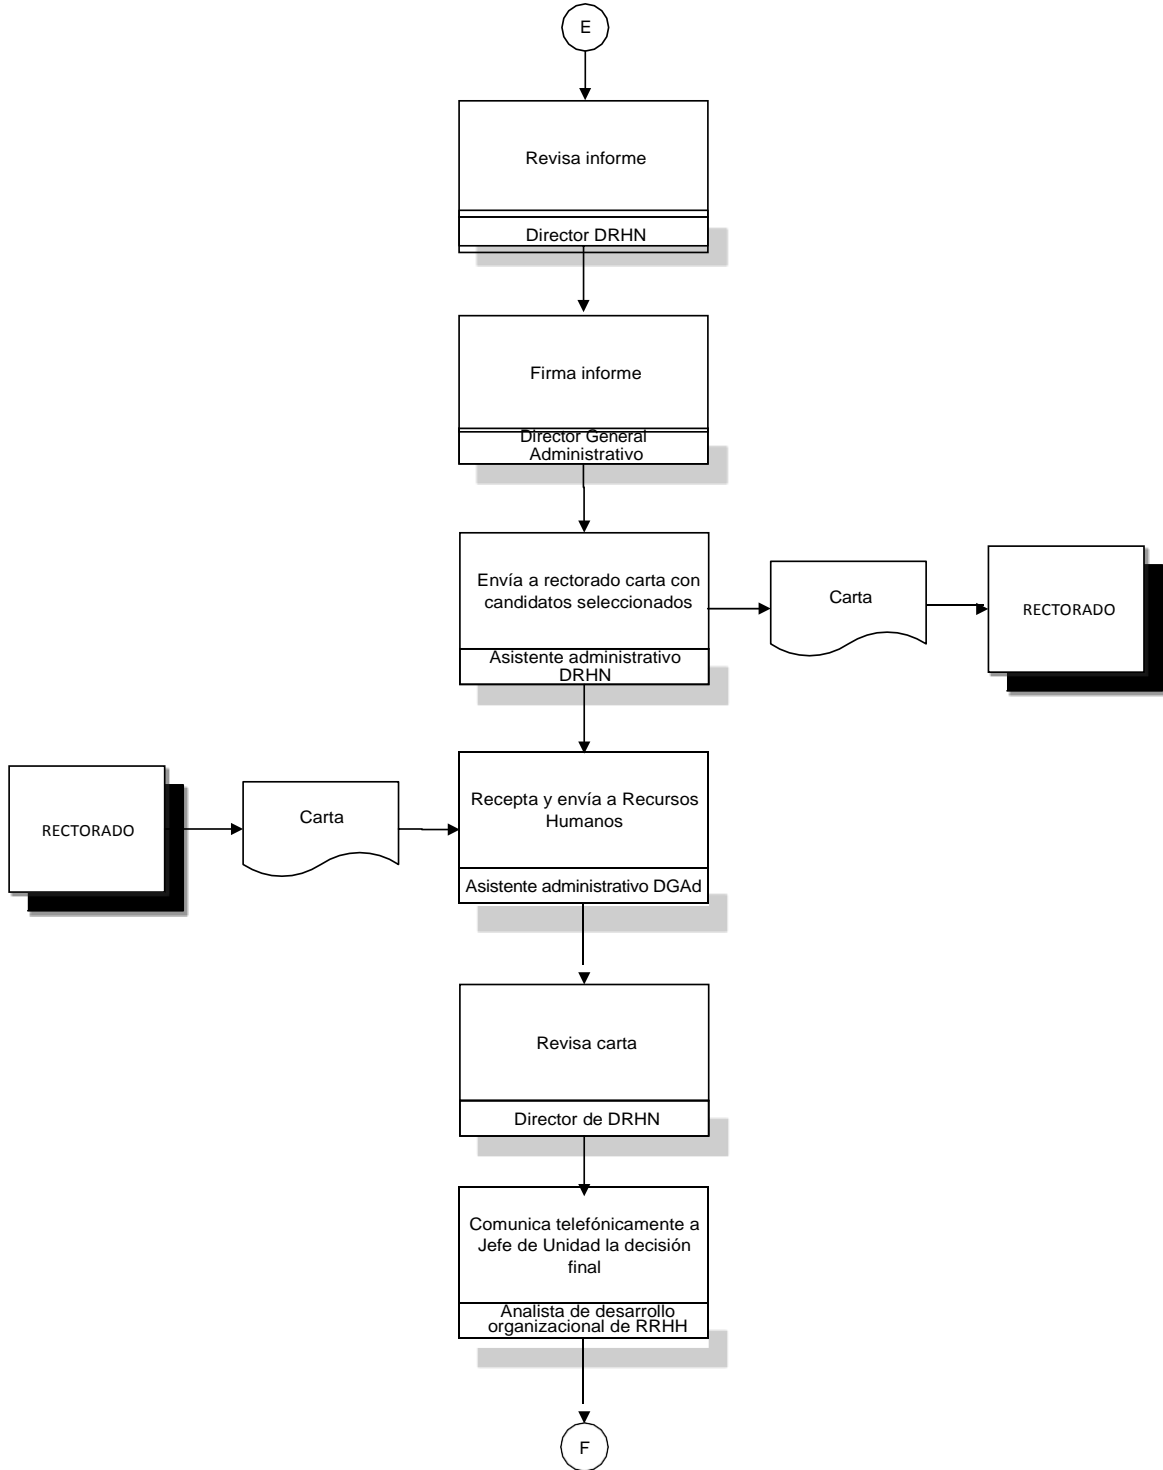 E
Revisa informe
Director DRHN
Firma informe
Director General
Administrativo
Envía a rectorado carta con
candidatos seleccionados
Asistente administrativo
DRHN
Carta
RECTORADO
RECTORADO
Carta
Recepta y envía a Recursos
Humanos
Asistente administrativo DGAd
Revisa carta
Director de DRHN
Comunica telefónicamente a
Jefe de Unidad la decisión
final
Analista de desarrollo
organizacional de RRHH
F